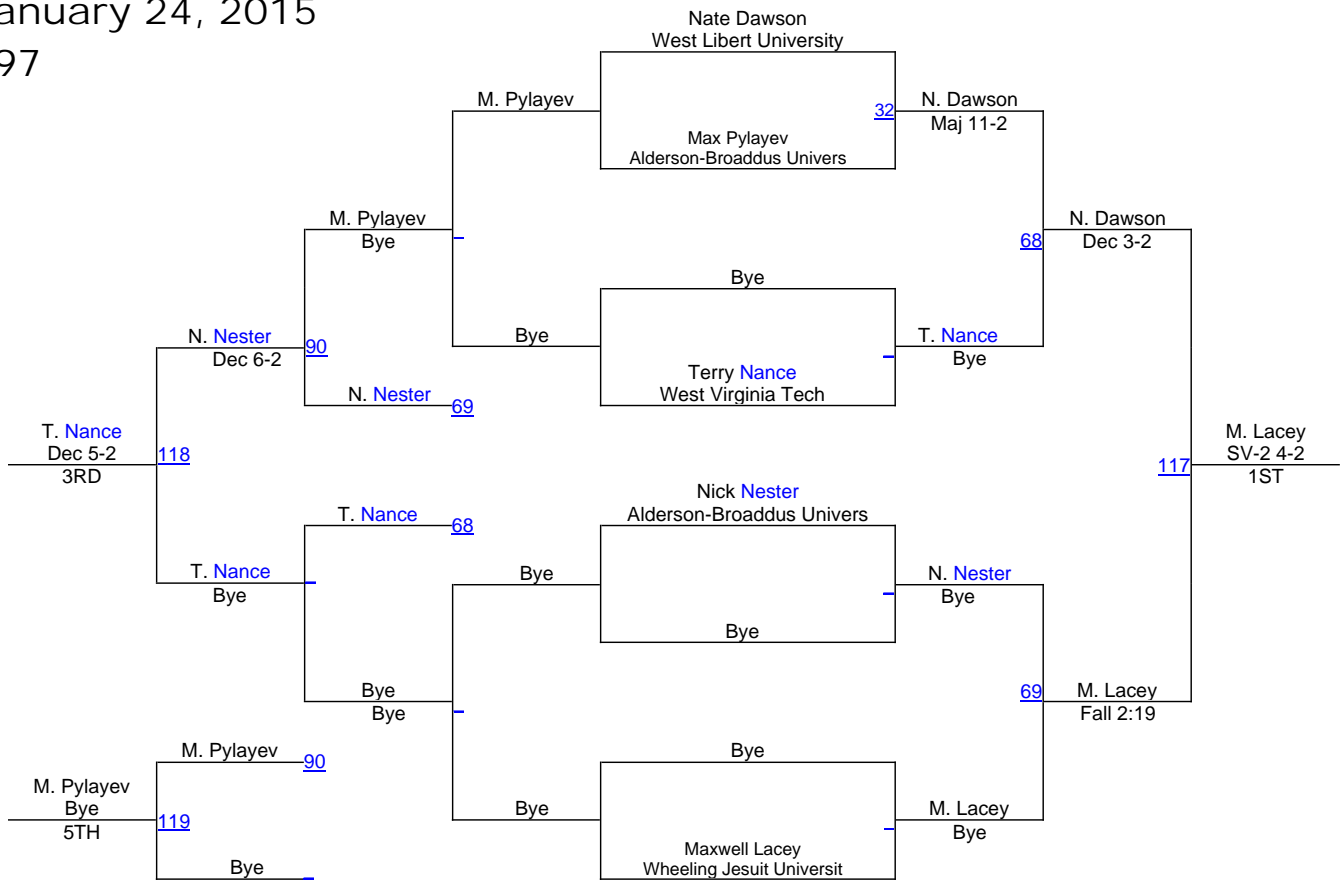 anuary 24, 2015
97
Nate Dawson
West Libert University
M. Pylayev
32
N. Dawson
Maj 11-2
Max Pylayev
Alderson-Broaddus Univers
M. Pylayev
Bye
68
N. Dawson
Dec 3-2
Bye
N. Nester
Dec 6-2
90
Bye
T. Nance
Bye
Terry Nance
West Virginia Tech
N. Nester
69
T. Nance
Dec 5-2
3RD
118
117
M. Lacey
SV-2 4-2
1ST
Nick Nester
Alderson-Broaddus Univers
T. Nance
68
T. Nance
Bye
Bye
N. Nester
Bye
Bye
Bye
Bye
69
M. Lacey
Fall 2:19
M. Pylayev
90
Bye
M. Pylayev
Bye
5TH
119
Bye
M. Lacey
Bye
Maxwell Lacey
Wheeling Jesuit Universit
Bye